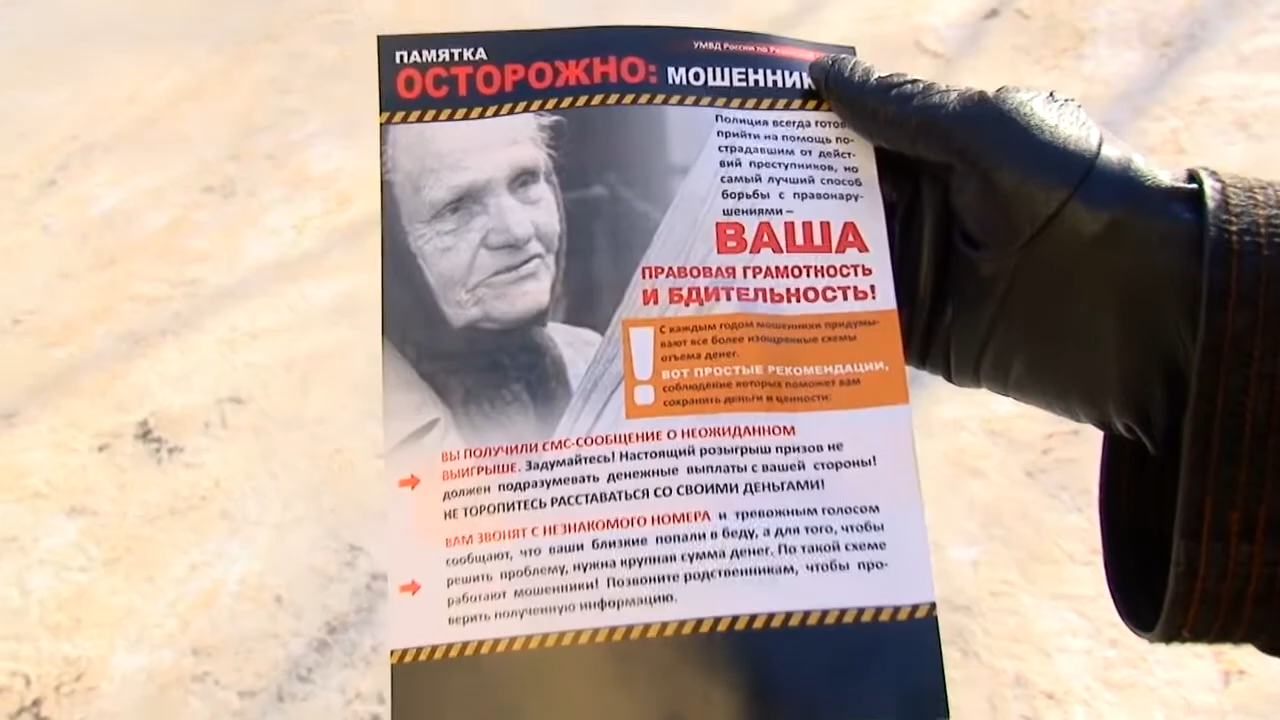 УМВД России по
ПАМЯТКА
ОСТОРОЖНО: МОШЕННИК
Полиция всегда готов
прийти на помощь по-
страдавшим от дейст-
вий преступников, но
самый лучший способ
борьбы с правонару-
шениями –
ВАША
ПРАВОВАЯ ГРАМОТНОСТЬ
И БДИТЕЛЬНОСТЬ!
!
С каждым годом мошенники придумы-
вают все более изощренные схемы
отъема денег.
ВОТ ПРОСТЫЕ РЕКОМЕНДАЦИИ,
соблюдение которых поможет вам
сохранить деньги и ценности:
ВЫ ПОЛУЧИЛИ СМС-СООБЩЕНИЕ О НЕОЖИДАННОМ
ВЫИГРЫШЕ. Задумайтесь! Настоящий розыгрыш призов не
должен подразумевать денежные выплаты с вашей стороны!
НЕ ТОРОПИТЕСЬ РАССТАВАТЬСЯ СО СВОИМИ ДЕНЬГАМИ!
ВАМ ЗВОНЯТ С НЕЗНАКОМОГО НОМЕРА и тревожным голосом
сообщают, что ваши близкие попали в беду, а для того, чтобы
решить проблему, нужна крупная сумма денег. По такой схеме
работают мошенники! Позвоните родственникам, чтобы про-
верить полученную информацию.